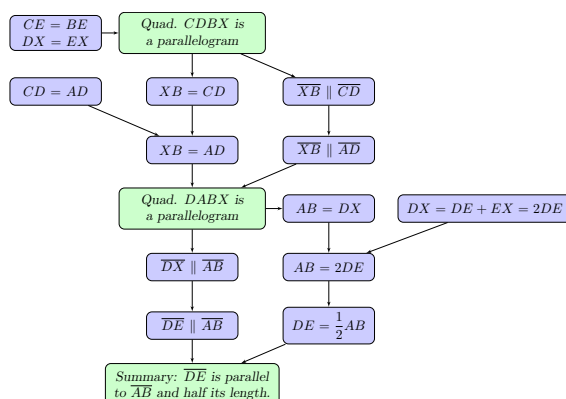 CE = BE
DX = EX
Quad. CDBX is
a parallelogram
CD = AD
XB = CD
XB ∥ CD
XB = AD
XB ∥ AD
Quad. DABX is
a parallelogram
AB = DX
DX = DE + EX = 2DE
DX ∥ AB
AB = 2DE
DE ∥ AB
DE = 1/2 AB
Summary: DE is parallel
to AB and half its length.